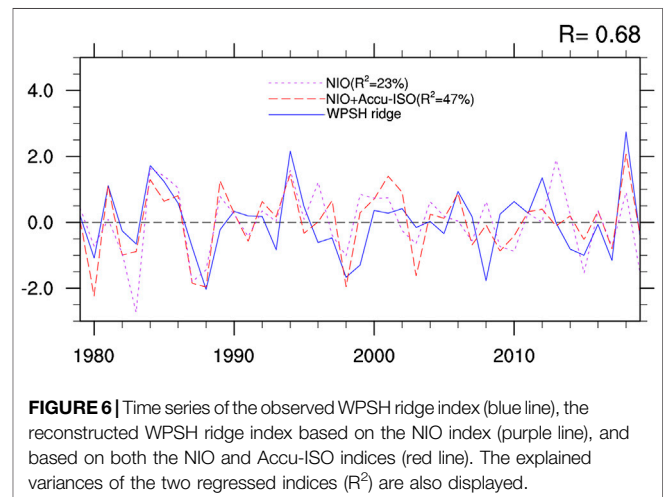 R= 0.68
NIO(R²=23%)
NIO+Accu-ISO(R²=47%)
WPSH ridge
4.0
2.0
0.0
-2.0
1980 1990 2000 2010
FIGURE 6 | Time series of the observed WPSH ridge index (blue line), the
reconstructed WPSH ridge index based on the NIO index (purple line), and
based on both the NIO and Accu-ISO indices (red line). The explained
variances of the two regressed indices (R²) are also displayed.